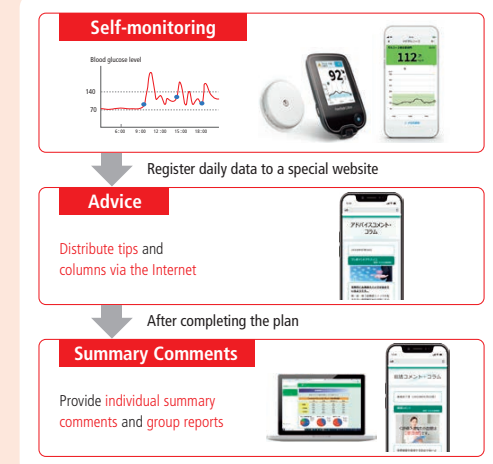 Self-monitoring
Blood glucose level
140
70
6:00 9:00 12:00 15:00 18:00
92
112
Register daily data to a special website
Advice
Distribute tips and
columns via the Internet
アドバイスコメント・
コラム
After completing the plan
Summary Comments
Provide individual summary
comments and group reports